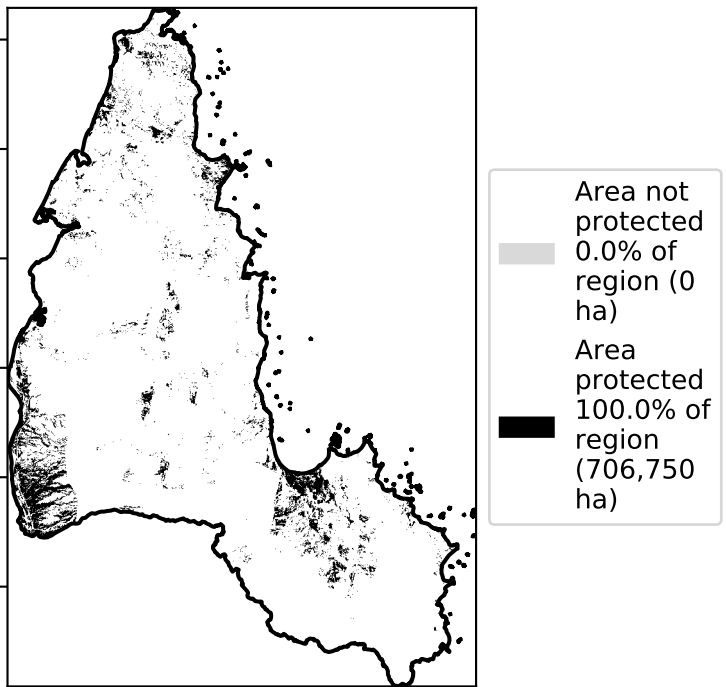 Area not
protected
0.0% of
region (0
ha)
Area
protected
100.0% of
region
(706,750
ha)